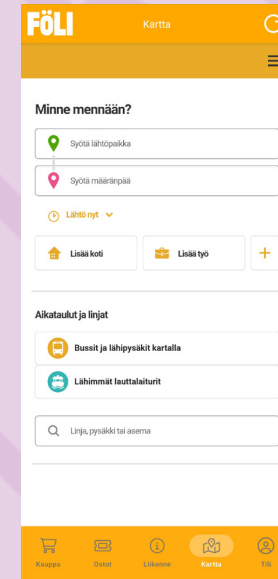 FÖLI
Kartta
Minne mennään?
Syötä lähtöpaikka
Syötä määränpää
Lähtö nyt
Lisää koti
Lisää työ
Aikataulut ja linjat
Bussit ja lähipysäkit kartalla
Lähimmät lauttalaiturit
Linja, pysäkki tai asema
Kauppa
Ostot
Liikenne
Kartta
Tili